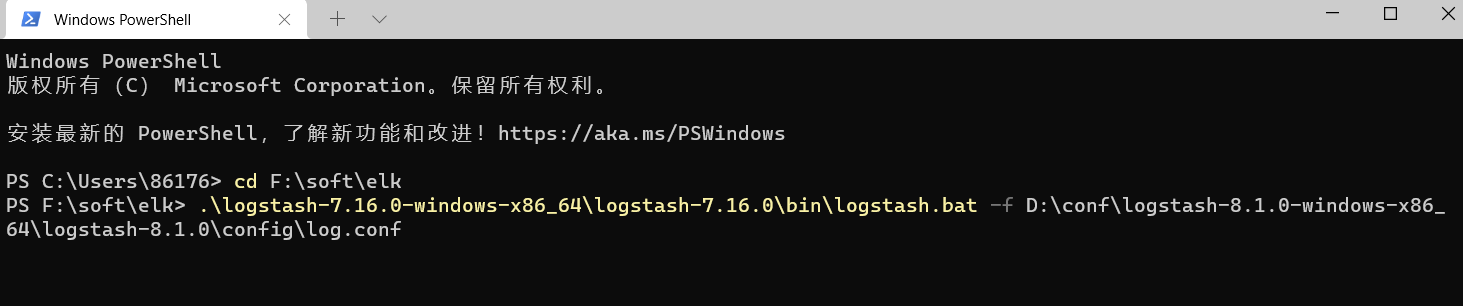 Windows PowerShell
Windows PowerShell
版权所有 (C) Microsoft Corporation。保留所有权利。
安装最新的 PowerShell，了解新功能和改进！https://aka.ms/PSWindows
PS C:\Users\86176> cd F:\soft\elk
PS F:\soft\elk> .\logstash-7.16.0-windows-x86_64\logstash-7.16.0\bin\logstash.bat -f D:\conf\logstash-8.1.0-windows-x86_
64\logstash-8.1.0\config\log.conf